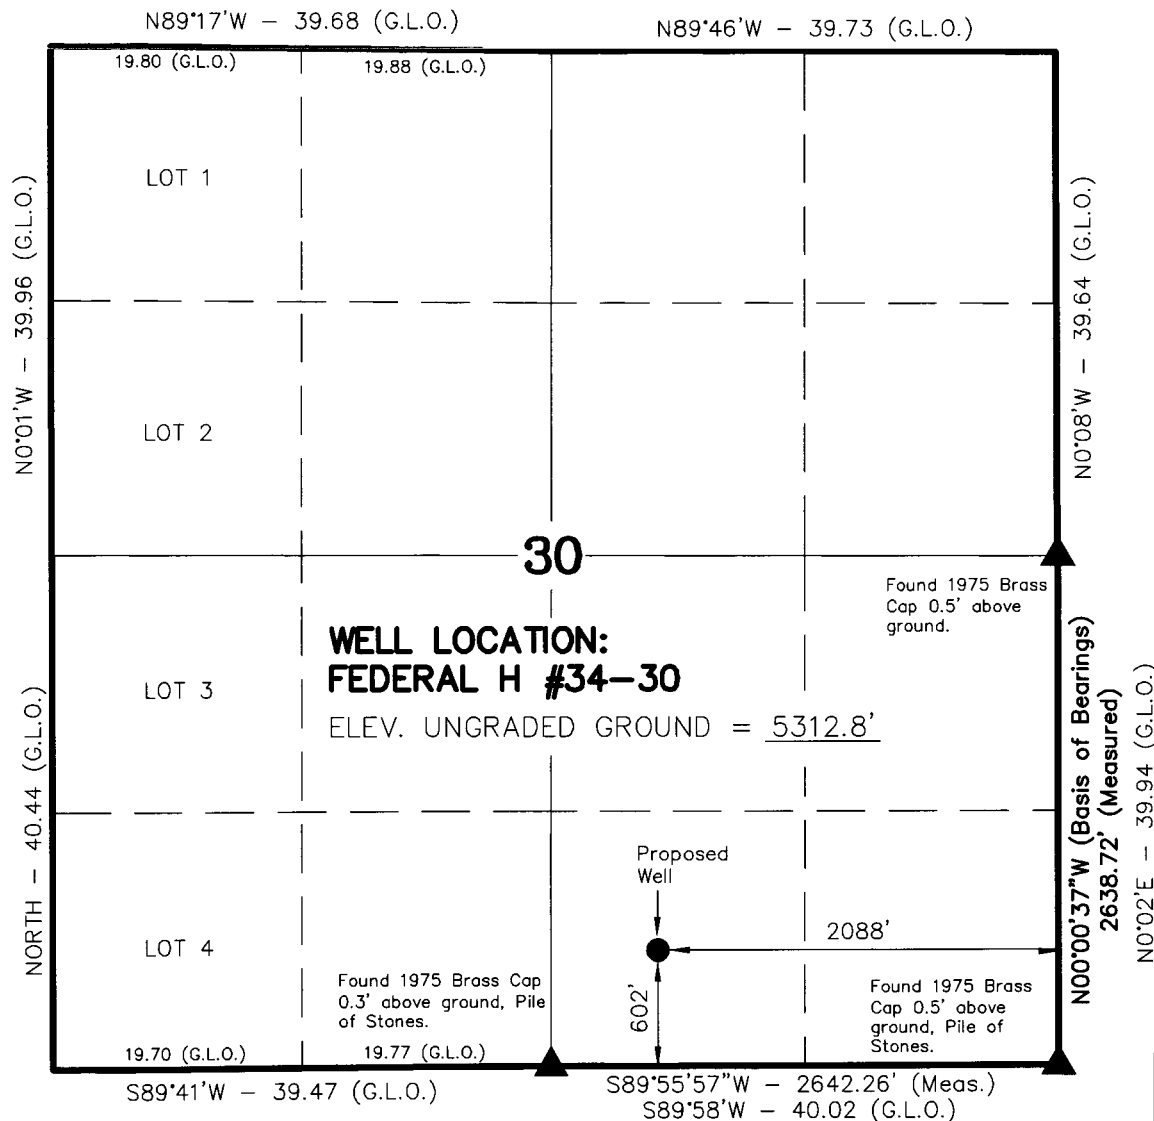 N89°17'W – 39.68 (G.L.O.)
N89°46'W – 39.73 (G.L.O.)
19.80 (G.L.O.)
19.88 (G.L.O.)
LOT 1
N0°01'W – 39.96 (G.L.O.)
N0°08'W – 39.64 (G.L.O.)
LOT 2
30
Found 1975 Brass
Cap 0.5' above
ground.
WELL LOCATION:
FEDERAL H #34–30
ELEV. UNGRADED GROUND = 5312.8'
LOT 3
NORTH – 40.44 (G.L.O.)
N00°00'37"W (Basis of Bearings)
2638.72' (Measured)
N0°02'E – 39.94 (G.L.O.)
Proposed
Well
2088'
602'
LOT 4
Found 1975 Brass Cap
0.3' above ground, Pile
of Stones.
Found 1975 Brass
Cap 0.5' above
ground, Pile of
Stones.
19.70 (G.L.O.)
19.77 (G.L.O.)
S89°41'W – 39.47 (G.L.O.)
S89°55'57"W – 2642.26' (Meas.)
S89°58'W – 40.02 (G.L.O.)